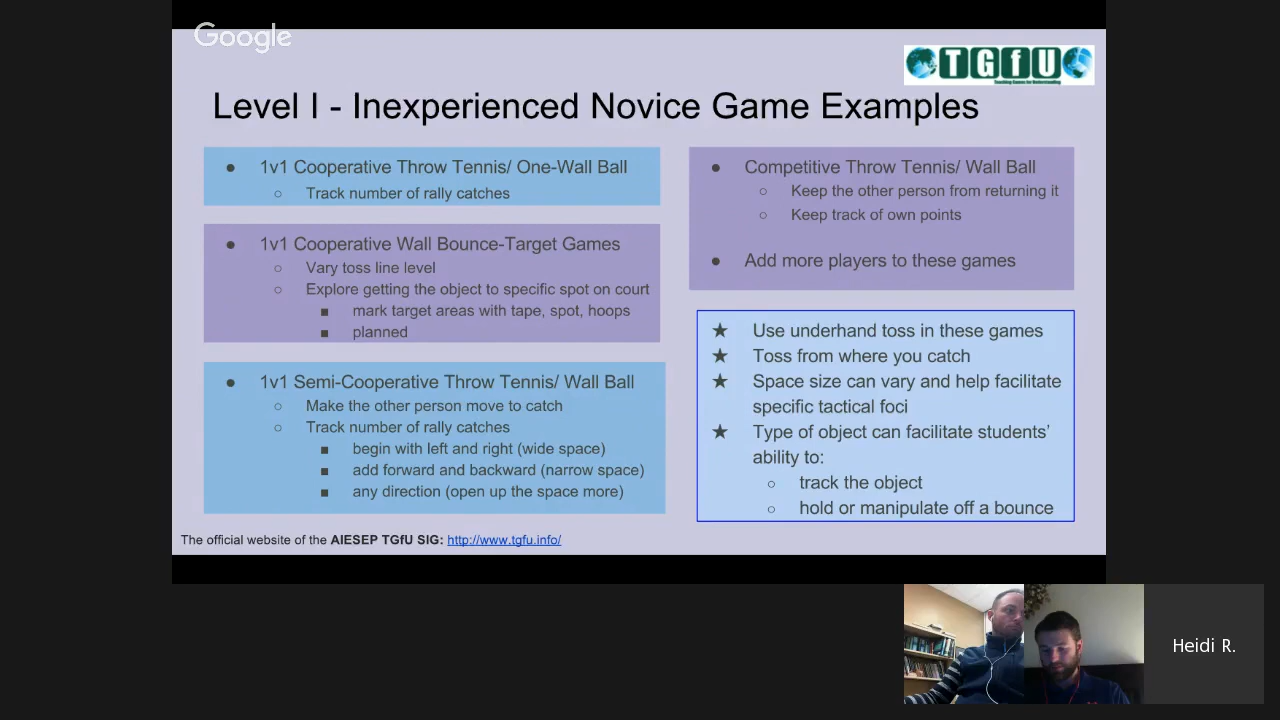 Google
TGfU
Teaching Games for Understanding
Level I - Inexperienced Novice Game Examples
● 1v1 Cooperative Throw Tennis/ One-Wall Ball
○ Track number of rally catches
● 1v1 Cooperative Wall Bounce-Target Games
○ Vary toss line level
○ Explore getting the object to specific spot on court
■ mark target areas with tape, spot, hoops
■ planned
● 1v1 Semi-Cooperative Throw Tennis/ Wall Ball
○ Make the other person move to catch
○ Track number of rally catches
■ begin with left and right (wide space)
■ add forward and backward (narrow space)
■ any direction (open up the space more)
● Competitive Throw Tennis/ Wall Ball
○ Keep the other person from returning it
○ Keep track of own points
● Add more players to these games
★ Use underhand toss in these games
★ Toss from where you catch
★ Space size can vary and help facilitate
specific tactical foci
★ Type of object can facilitate students’
ability to:
○ track the object
○ hold or manipulate off a bounce
The official website of the AIESEP TGfU SIG: http://www.tgfu.info/
Heidi R.